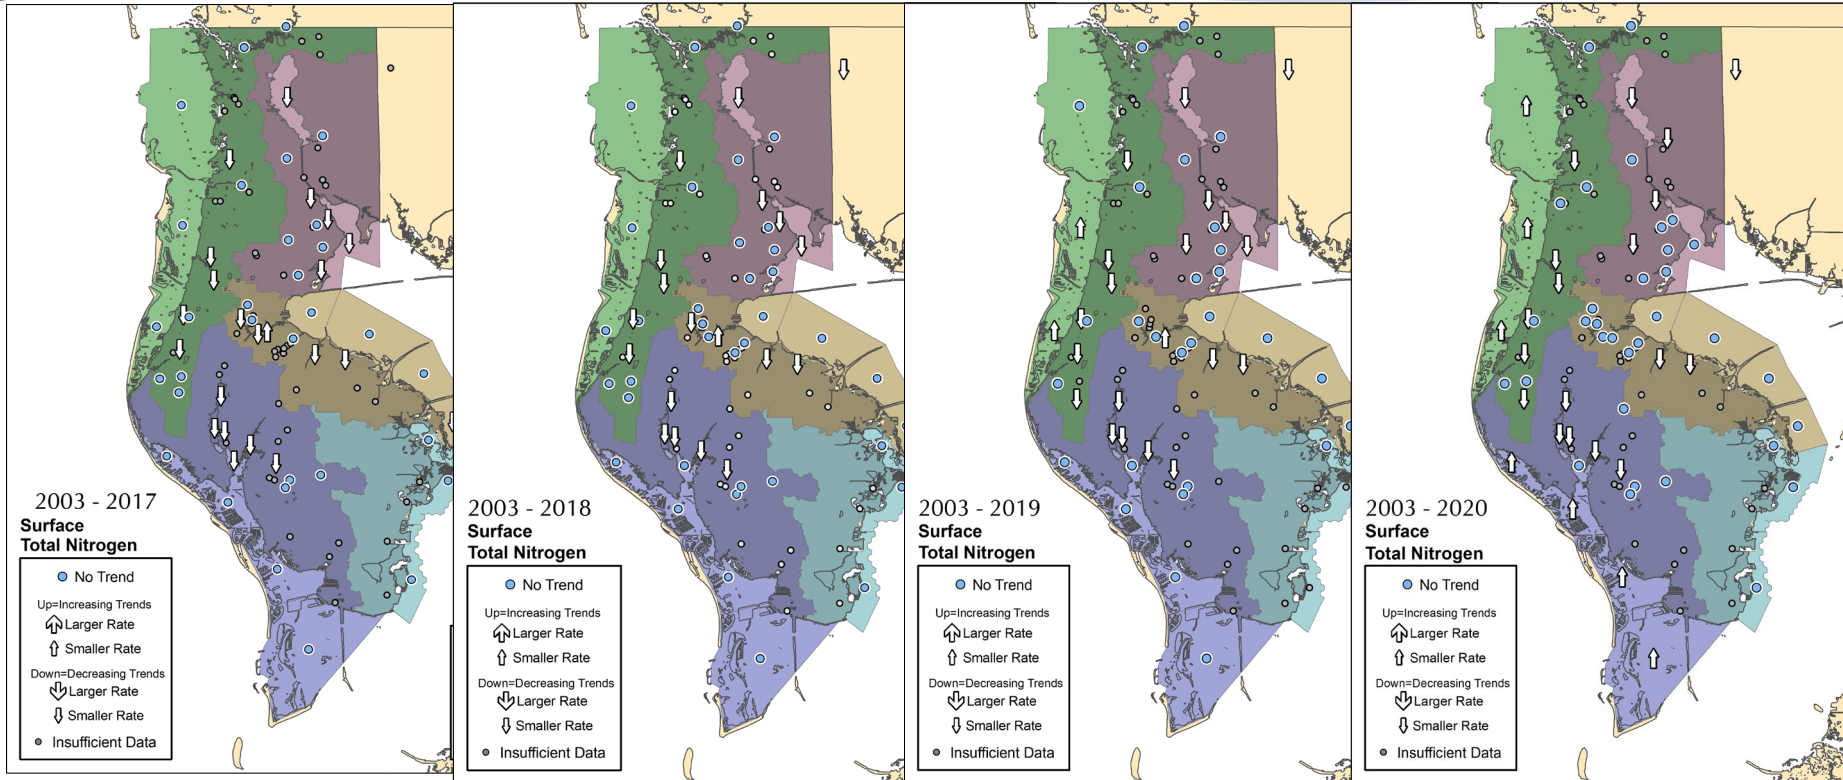 2003 - 2017
Surface
Total Nitrogen
No Trend
Up=Increasing Trends
Larger Rate
Smaller Rate
Down=Decreasing Trends
Larger Rate
Smaller Rate
Insufficient Data
2003 - 2018
Surface
Total Nitrogen
No Trend
Up=Increasing Trends
Larger Rate
Smaller Rate
Down=Decreasing Trends
Larger Rate
Smaller Rate
Insufficient Data
2003 - 2019
Surface
Total Nitrogen
No Trend
Up=Increasing Trends
Larger Rate
Smaller Rate
Down=Decreasing Trends
Larger Rate
Smaller Rate
Insufficient Data
2003 - 2020
Surface
Total Nitrogen
No Trend
Up=Increasing Trends
Larger Rate
Smaller Rate
Down=Decreasing Trends
Larger Rate
Smaller Rate
Insufficient Data